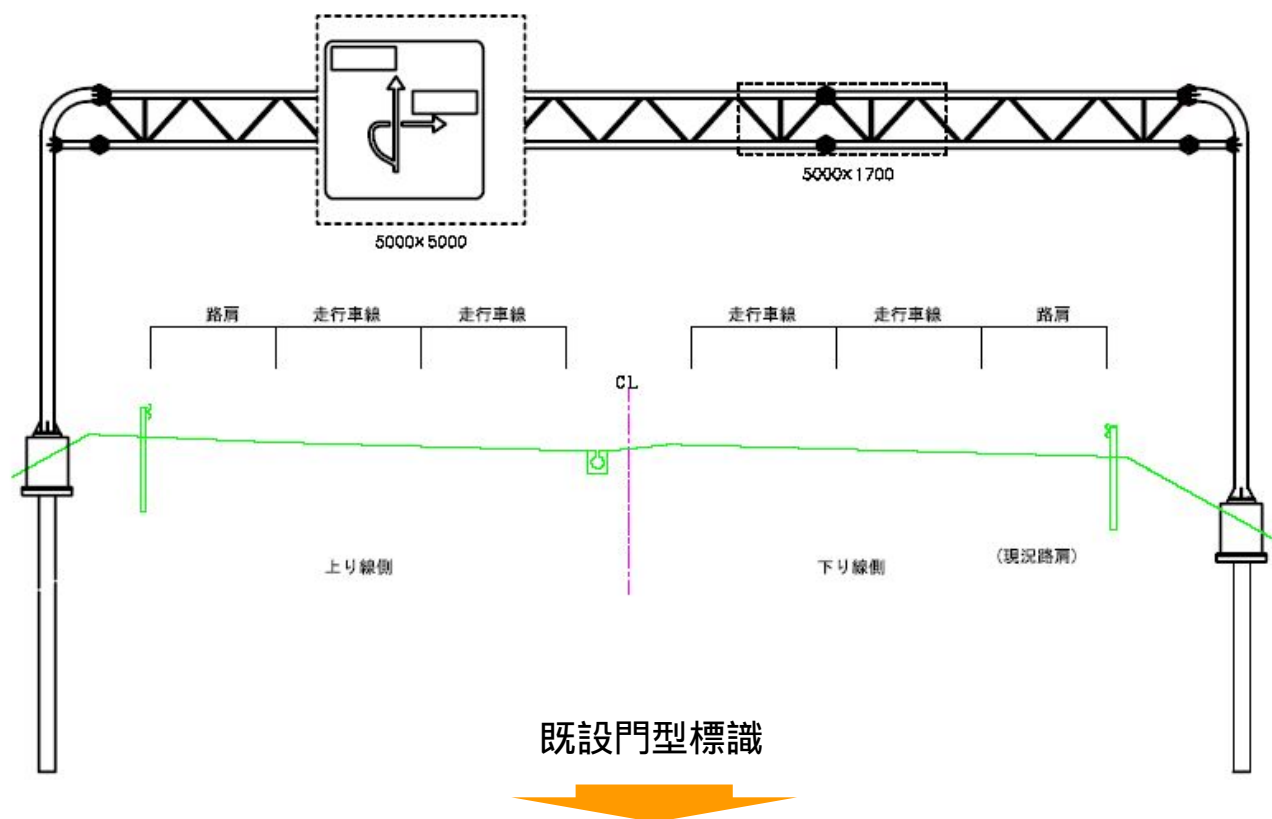 5000×1700
5000×5000
路肩 走行車線 走行車線 走行車線 走行車線 路肩
CL
上り線側 下り線側 (現況路肩)
既設門型標識